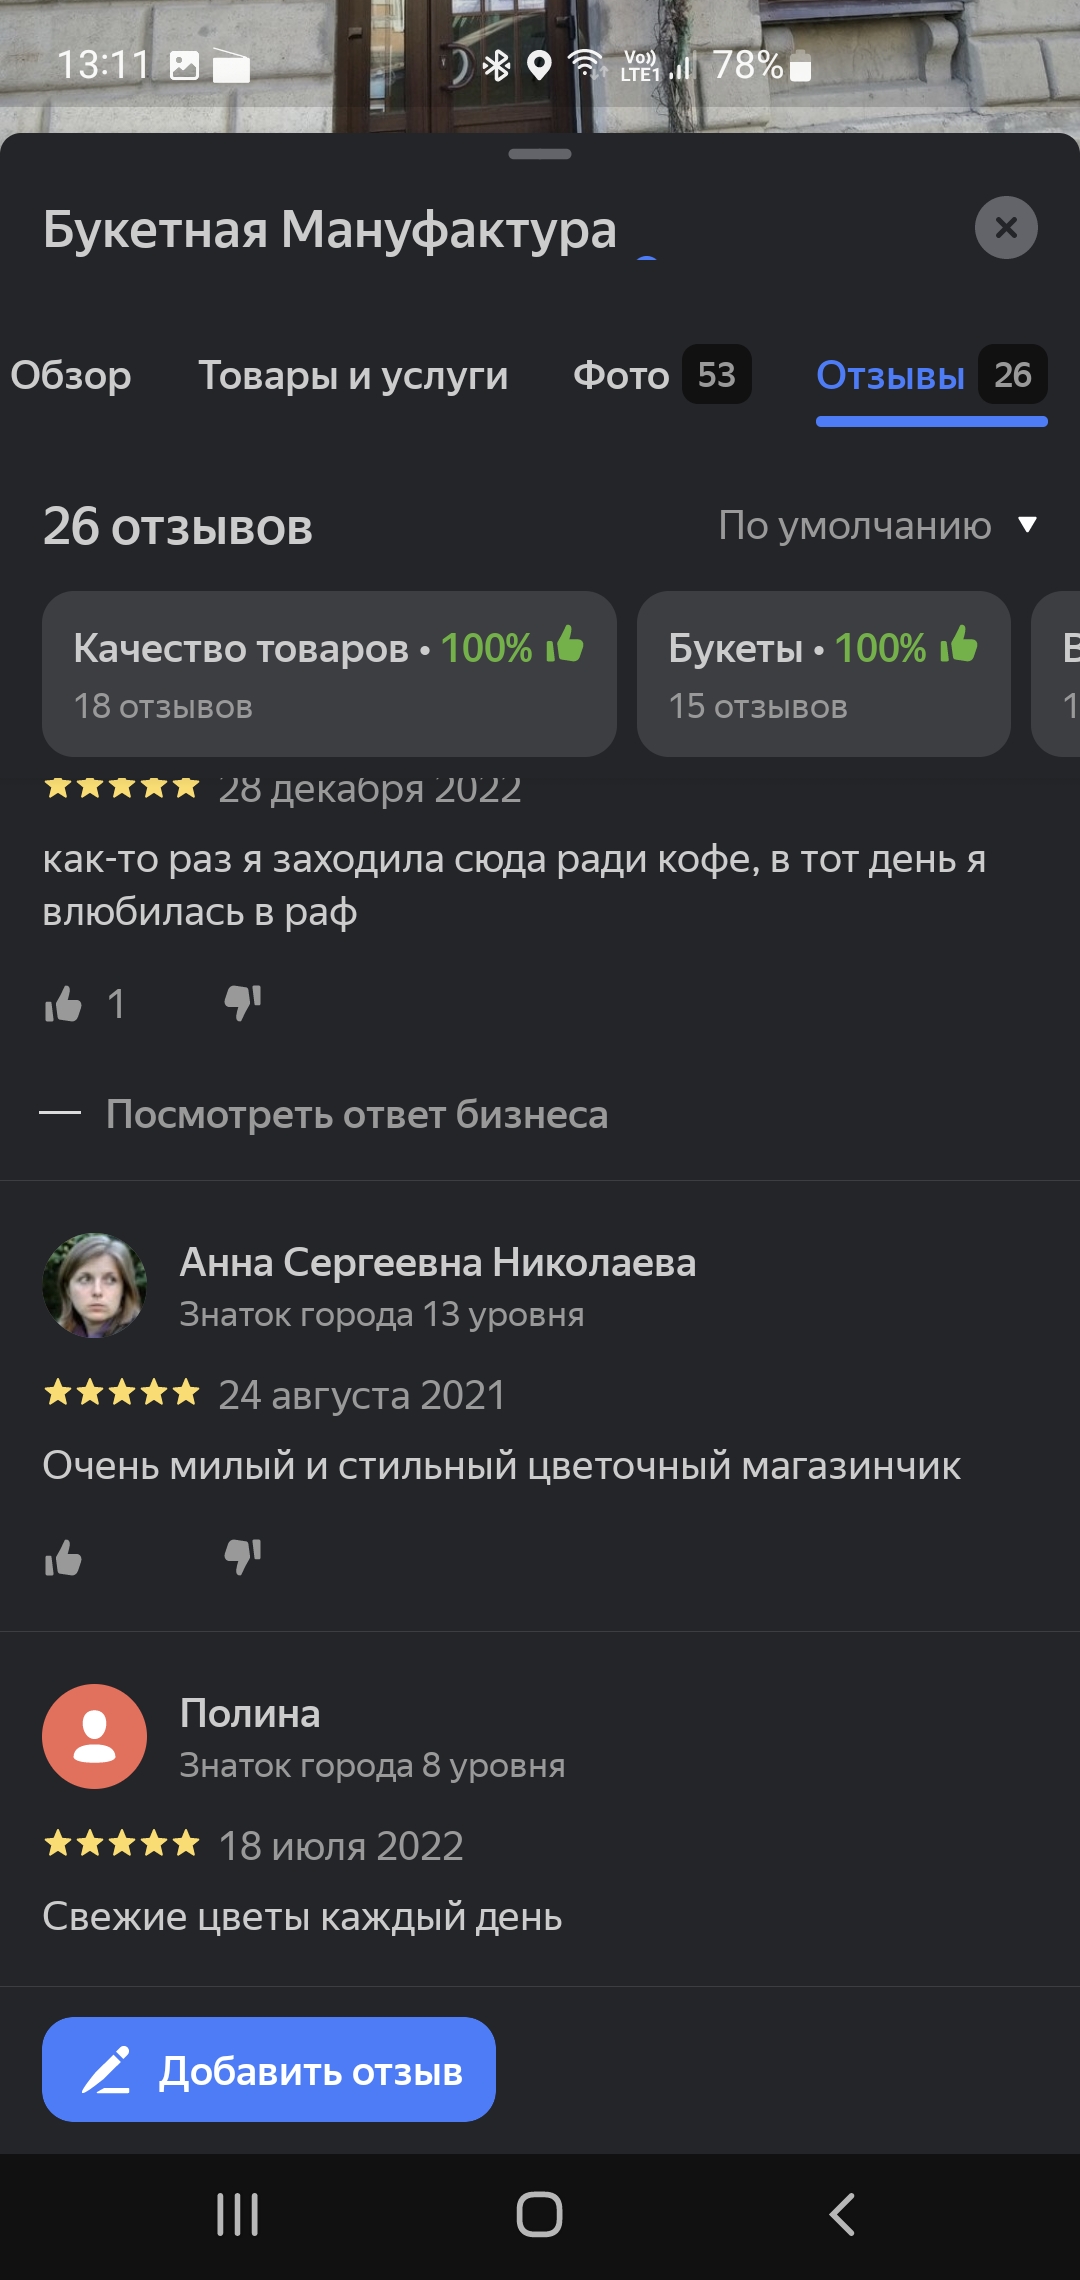 13:11
Vo))
LTE1
78%
Букетная Мануфактура
Обзор Товары и услуги Фото 53 Отзывы 26
26 отзывов По умолчанию
Качество товаров • 100% Букеты • 100%
18 отзывов 15 отзывов
28 декабря 2022
как-то раз я заходила сюда ради кофе, в тот день я
влюбилась в раф
1
Посмотреть ответ бизнеса
Анна Сергеевна Николаева
Знаток города 13 уровня
24 августа 2021
Очень милый и стильный цветочный магазинчик
Полина
Знаток города 8 уровня
18 июля 2022
Свежие цветы каждый день
Добавить отзыв